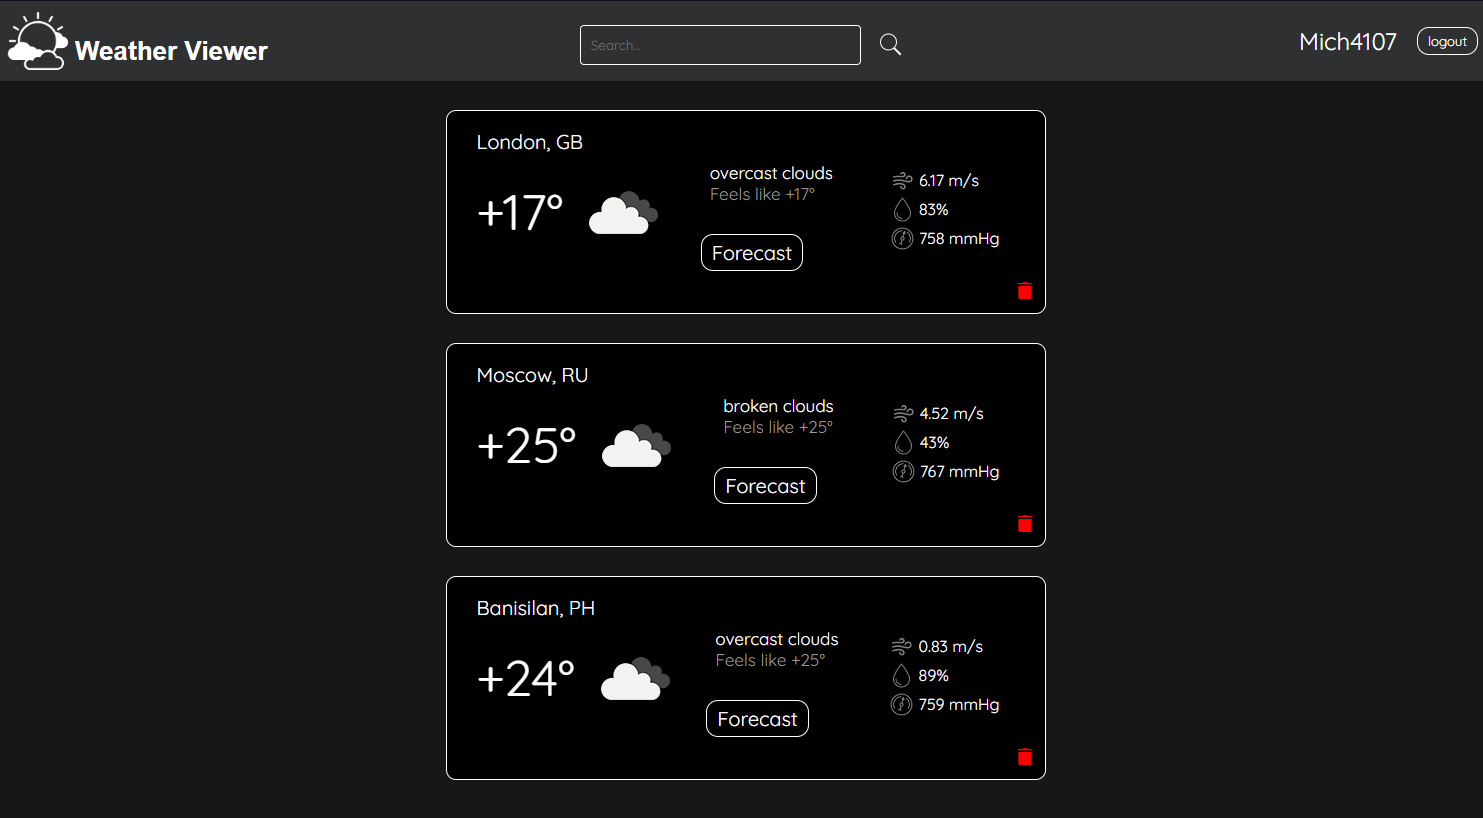 Weather Viewer
Search...
Mich4107
logout
London, GB
+17°
overcast clouds
Feels like +17°
Forecast
6.17 m/s
83%
758 mmHg
Moscow, RU
+25°
broken clouds
Feels like +25°
Forecast
4.52 m/s
43%
767 mmHg
Banisilan, PH
+24°
overcast clouds
Feels like +25°
Forecast
0.83 m/s
89%
759 mmHg